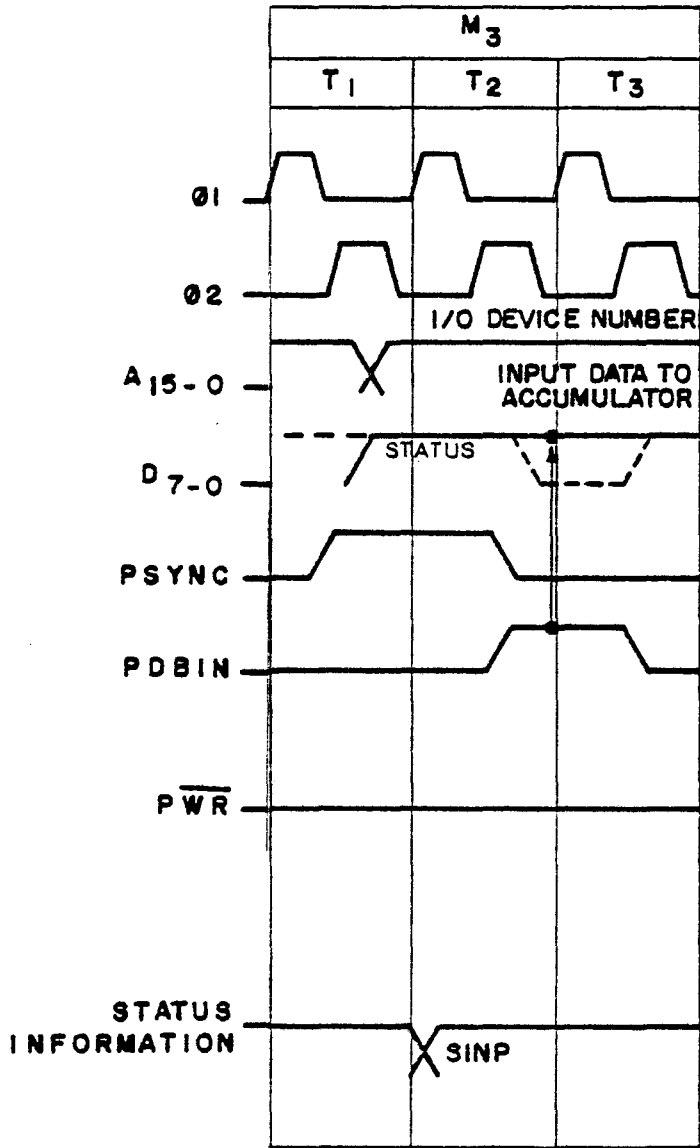 M3
T1 T2 T3
Ø1
Ø2
I/O DEVICE NUMBER
A15-0
INPUT DATA TO
ACCUMULATOR
STATUS
D7-0
PSYNC
PDBIN
PWR
STATUS
INFORMATION
SINP